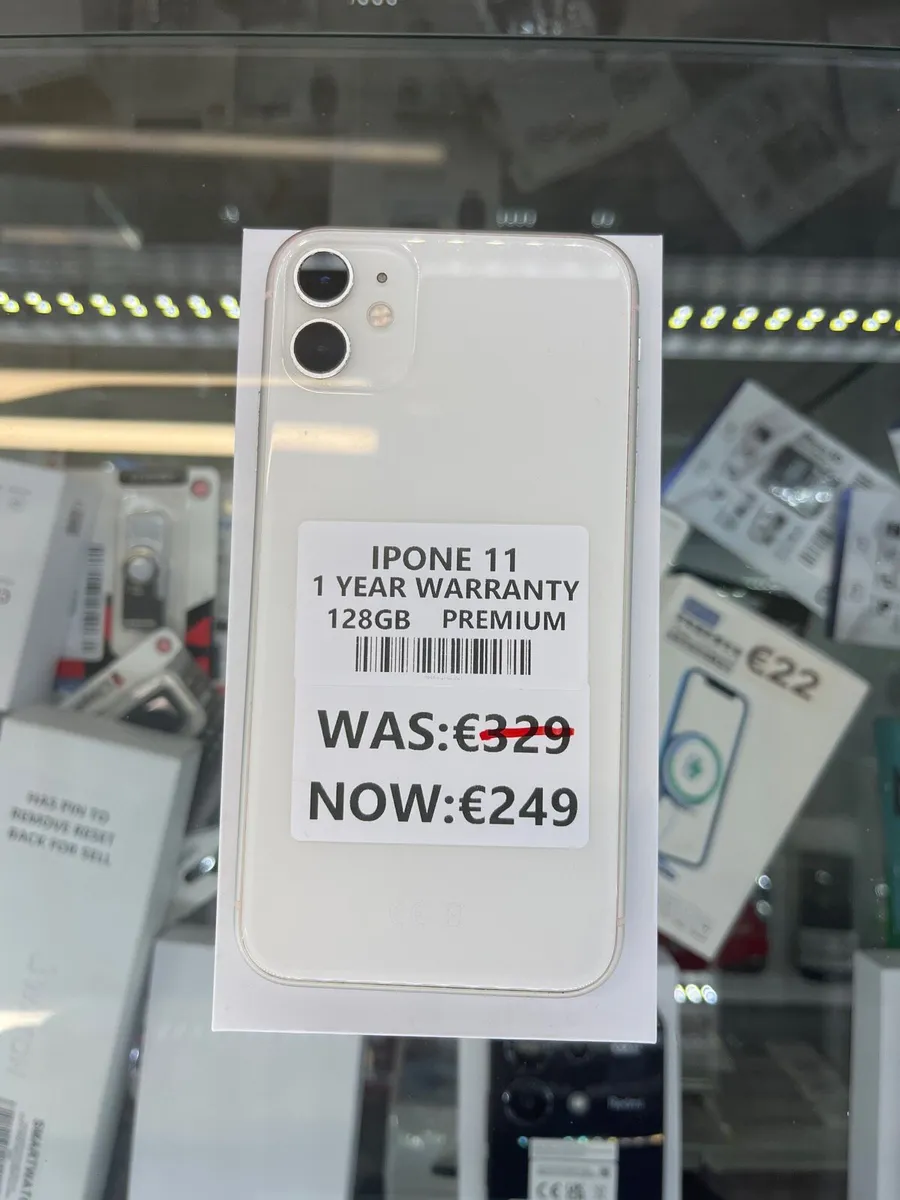 IPONE 11
1 YEAR WARRANTY
128GB PREMIUM
WAS:€329
NOW:€249
€22
HAS PIN TO
REMOVE RESET
BACK FOR SELL